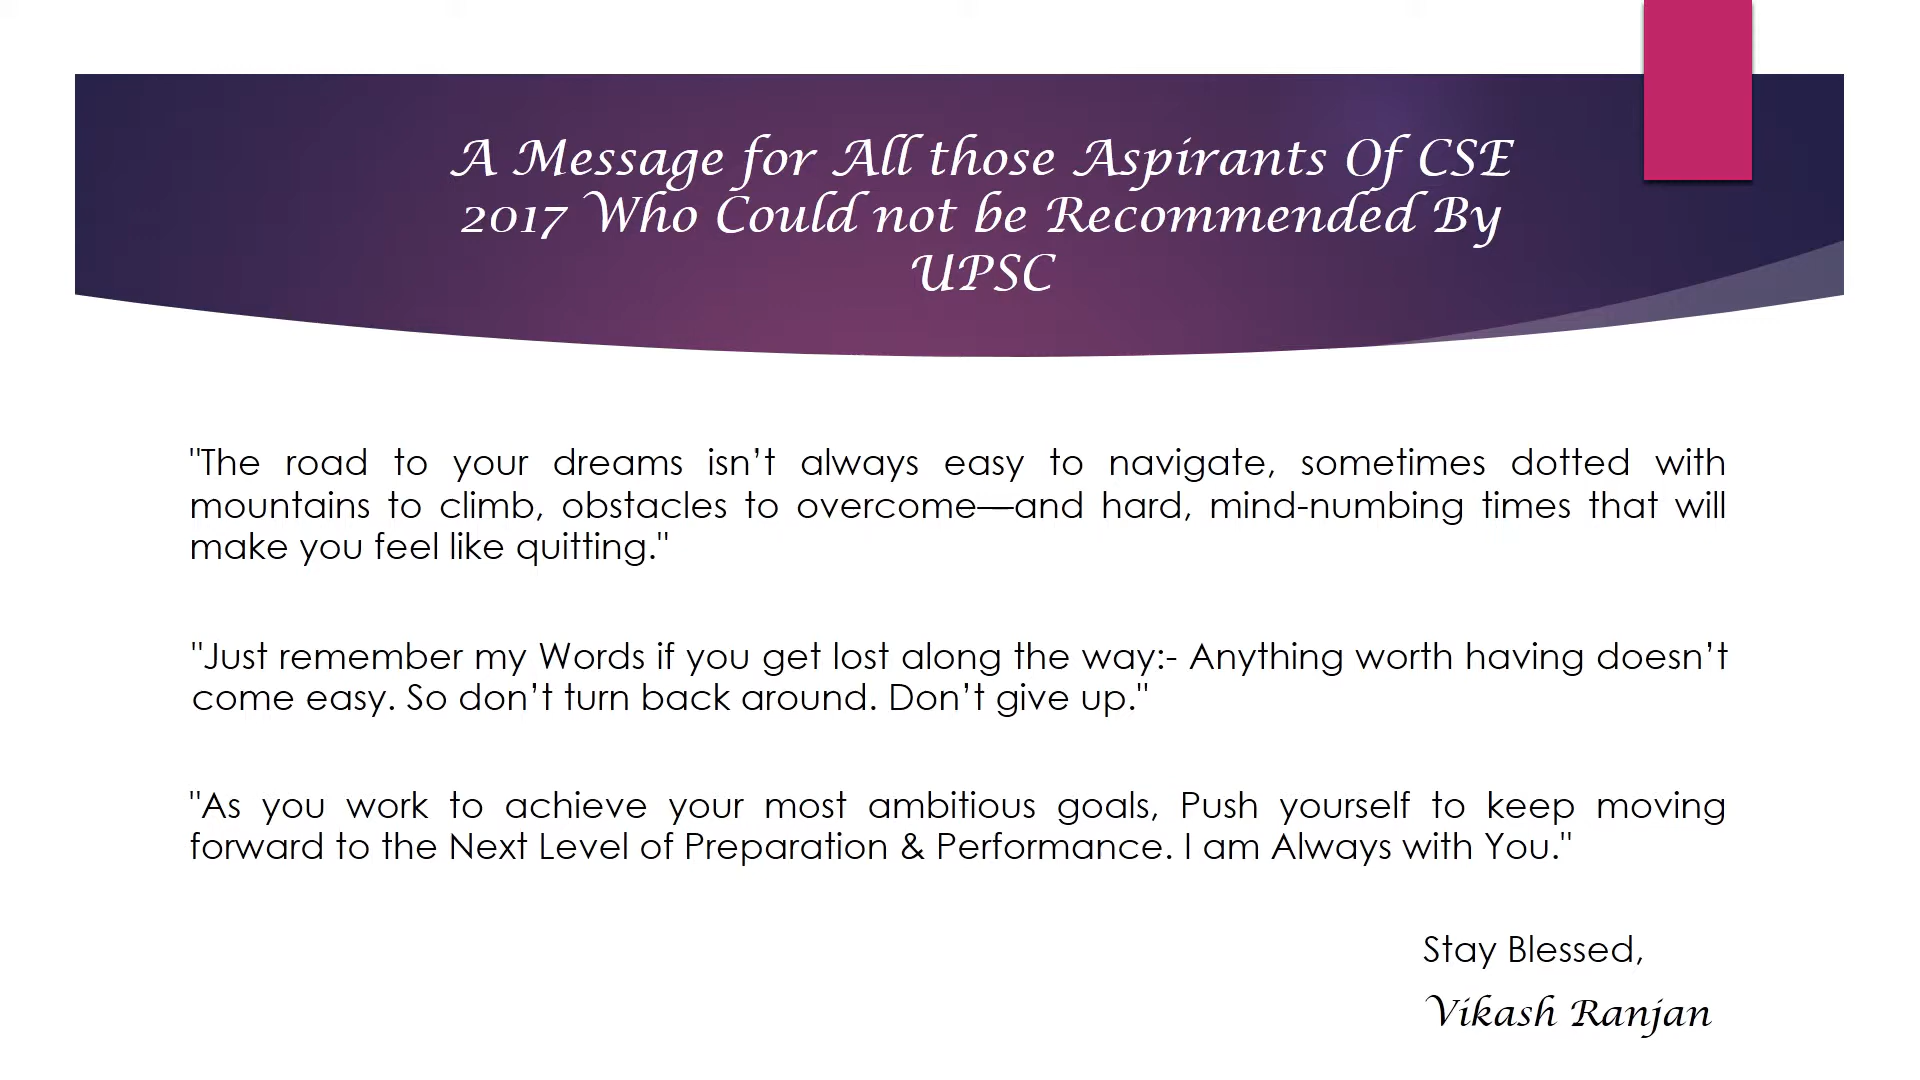 A Message for All those Aspirants Of CSE
2017 Who Could not be Recommended By
UPSC
"The road to your dreams isn’t always easy to navigate, sometimes dotted with
mountains to climb, obstacles to overcome—and hard, mind-numbing times that will
make you feel like quitting."
"Just remember my Words if you get lost along the way:- Anything worth having doesn’t
come easy. So don’t turn back around. Don’t give up."
"As you work to achieve your most ambitious goals, Push yourself to keep moving
forward to the Next Level of Preparation & Performance. I am Always with You."
Stay Blessed,
Vikash Ranjan